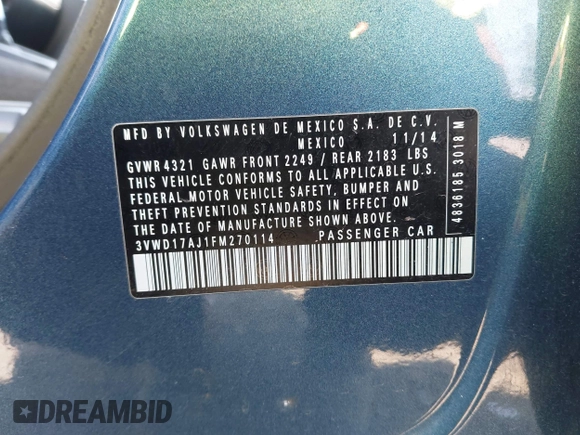 MFD BY VOLKSWAGEN DE MEXICO S.A. DE C.V.
MEXICO 11/14
GVWR 4321 GAWR FRONT 2249 / REAR 2183 LBS
THIS VEHICLE CONFORMS TO ALL APPLICABLE U.S.
FEDERAL MOTOR VEHICLE SAFETY, BUMPER AND
THEFT PREVENTION STANDARDS IN EFFECT ON
THE DATE OF MANUFACTURE SHOWN ABOVE.
3VWD17AJ1FM270114 PASSENGER CAR
4836185 3018 M
DREAMBID